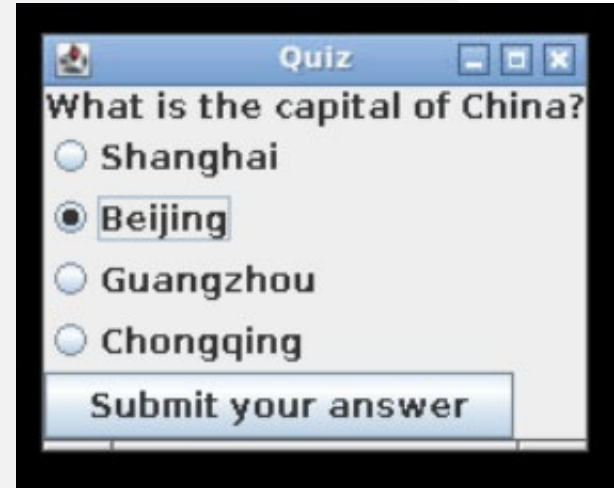 Quiz
What is the capital of China?
Shanghai
Beijing
Guangzhou
Chongqing
Submit your answer